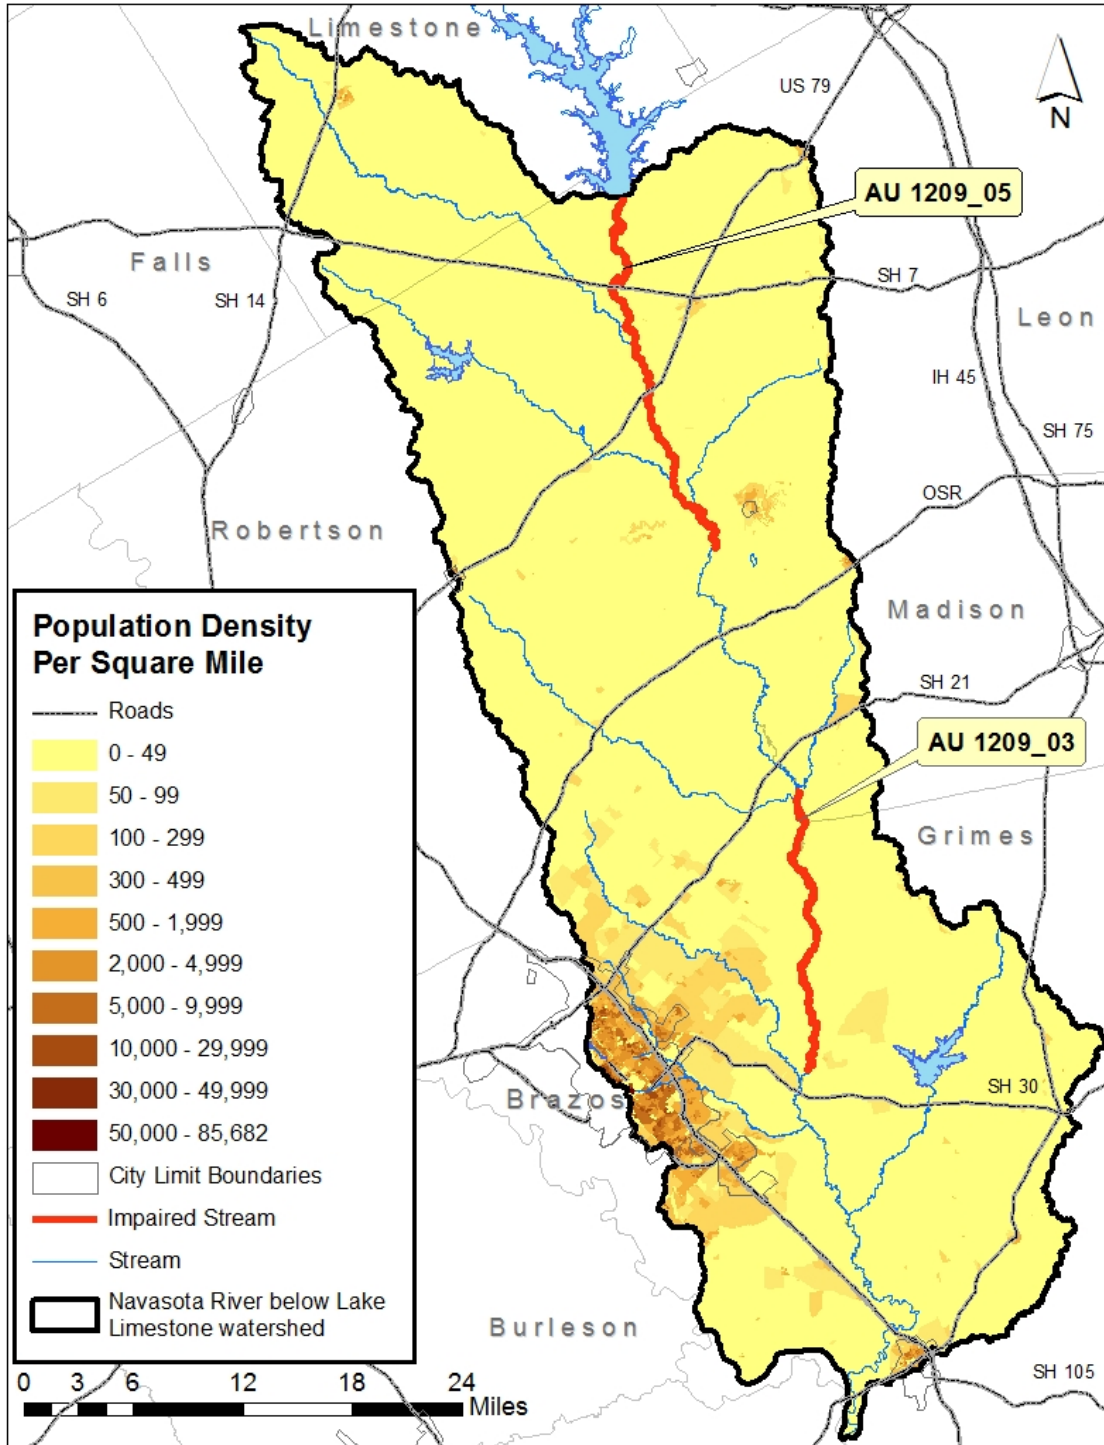 Limestone
US 79
N
AU 1209_05
Falls
SH 7
SH 6
SH 14
Leon
IH 45
SH 75
OSR
Robertson
Madison
SH 21
AU 1209_03
Grimes
SH 30
Brazos
Burleson
SH 105
Population Density
Per Square Mile
Roads
0 - 49
50 - 99
100 - 299
300 - 499
500 - 1,999
2,000 - 4,999
5,000 - 9,999
10,000 - 29,999
30,000 - 49,999
50,000 - 85,682
City Limit Boundaries
Impaired Stream
Stream
Navasota River below Lake
Limestone watershed
0 3 6 12 18 24
Miles